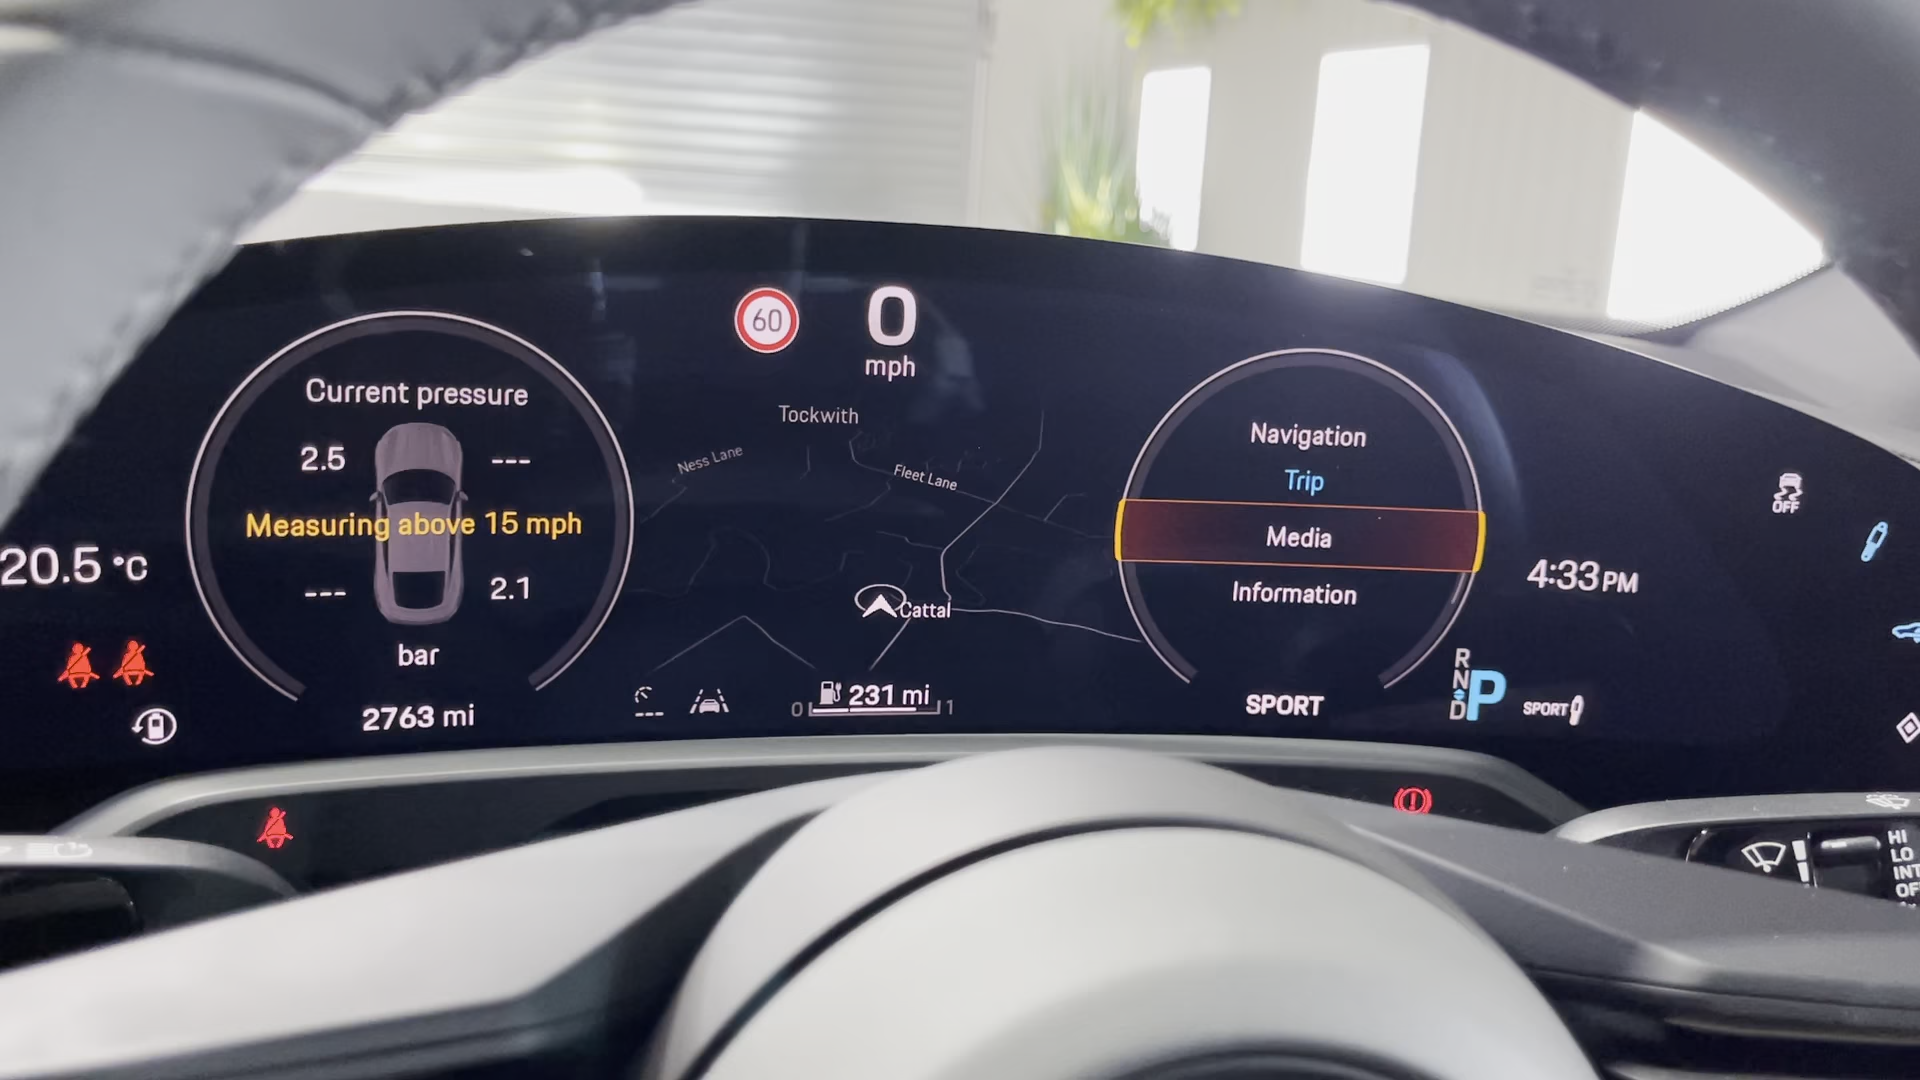 60
0
mph
Current pressure
2.5
---
Measuring above 15 mph
---
2.1
bar
2763 mi
20.5 °C
Tockwith
Ness Lane
Fleet Lane
Cattal
231 mi
0
1
Navigation
Trip
Media
Information
SPORT
4:33 PM
R
N
D
P
SPORT
OFF
HI
LO
INT